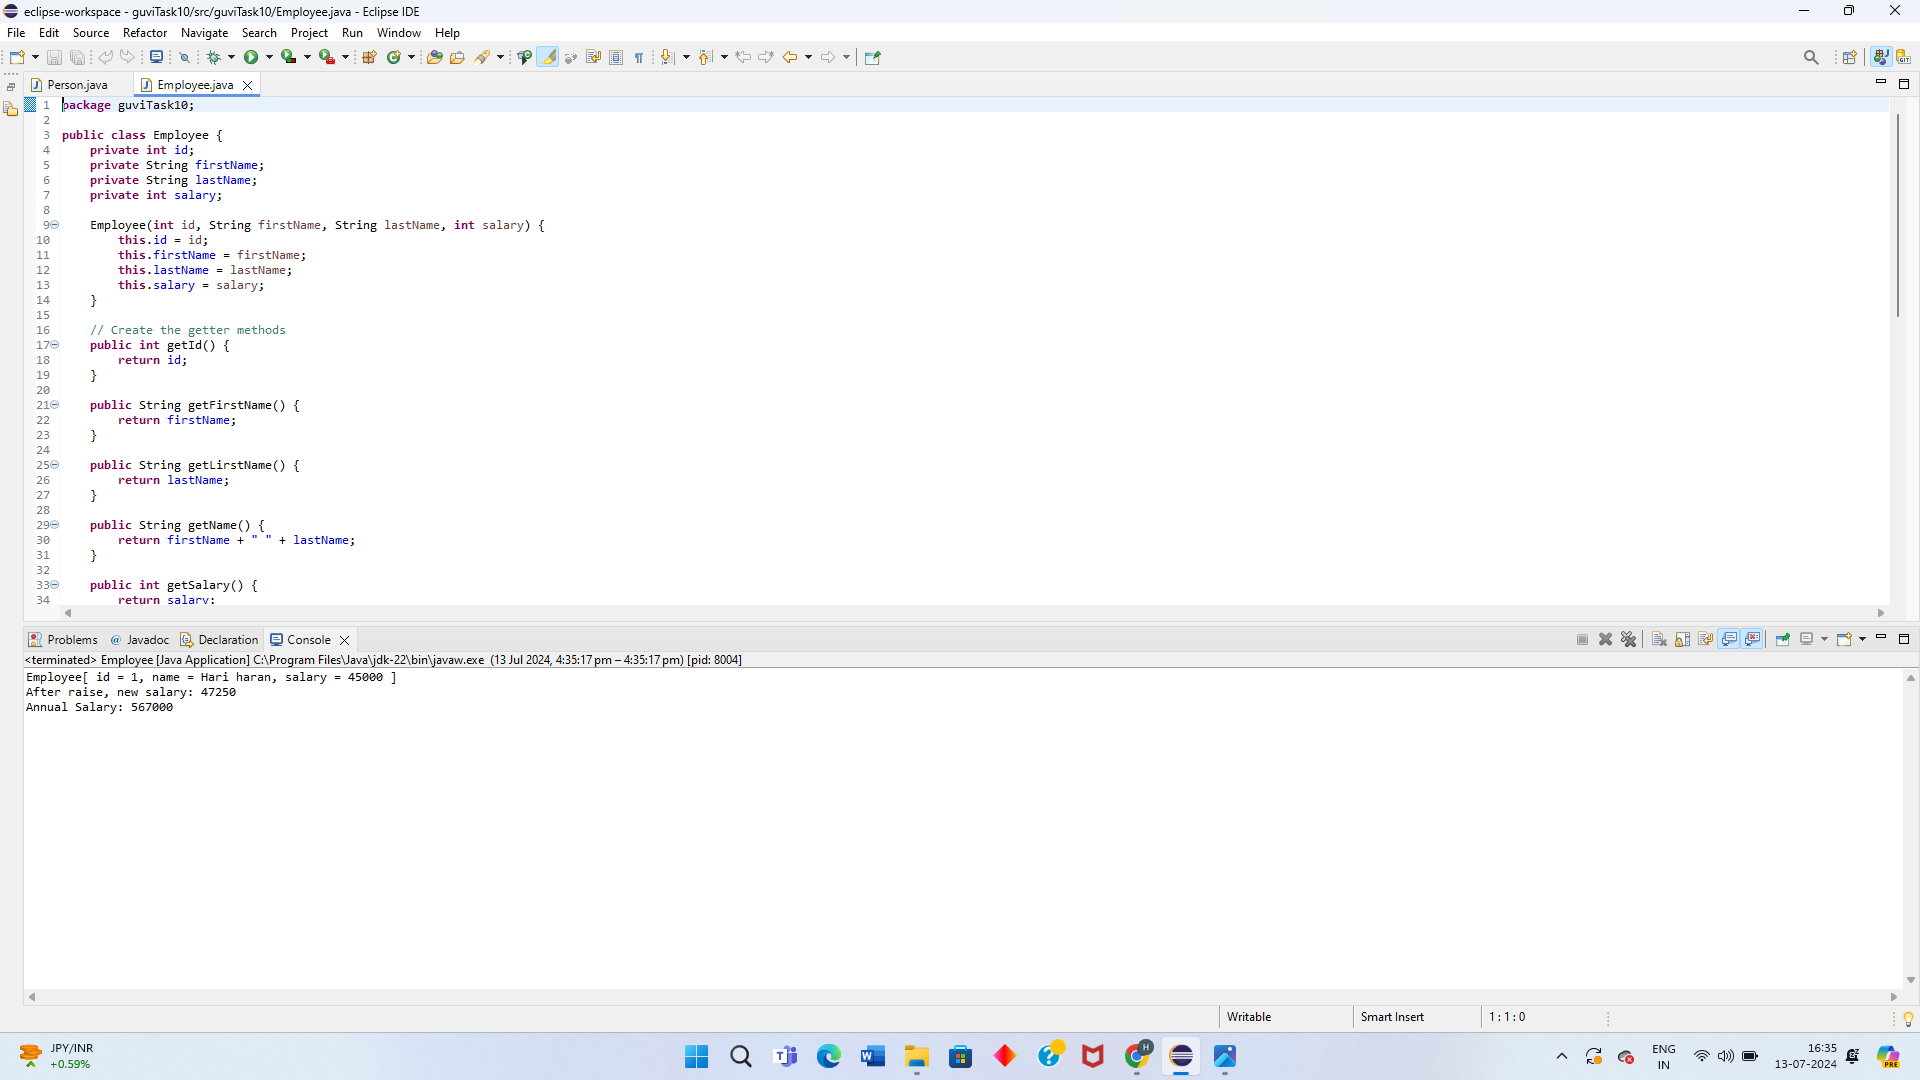 eclipse-workspace - guviTask10/src/guviTask10/Employee.java - Eclipse IDE
File Edit Source Refactor Navigate Search Project Run Window Help
Person.java Employee.java
1 package guviTask10;
2
3 public class Employee {
4 private int id;
5 private String firstName;
6 private String lastName;
7 private int salary;
8
9 Employee(int id, String firstName, String lastName, int salary) {
10 this.id = id;
11 this.firstName = firstName;
12 this.lastName = lastName;
13 this.salary = salary;
14 }
15
16 // Create the getter methods
17 public int getId() {
18 return id;
19 }
20
21 public String getFirstName() {
22 return firstName;
23 }
24
25 public String getLirstName() {
26 return lastName;
27 }
28
29 public String getName() {
30 return firstName + " " + lastName;
31 }
32
33 public int getSalary() {
34 return salary;
Problems @ Javadoc Declaration Console
<terminated> Employee [Java Application] C:\Program Files\Java\jdk-22\bin\javaw.exe (13 Jul 2024, 4:35:17 pm – 4:35:17 pm) [pid: 8004]
Employee[ id = 1, name = Hari haran, salary = 45000 ]
After raise, new salary: 47250
Annual Salary: 567000
Writable Smart Insert 1 : 1 : 0
JPY/INR
+0.59%
ENG
IN
16:35
13-07-2024